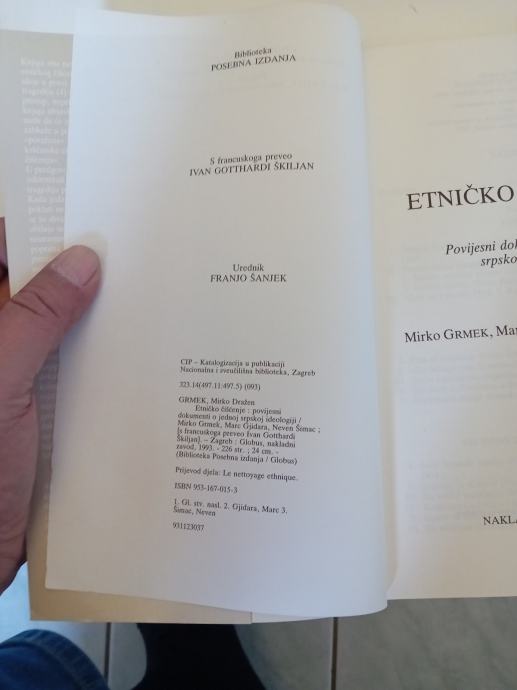 Biblioteka
POSEBNA IZDANJA
S francuskoga preveo
IVAN GOTTHARDI ŠKILJAN
Urednik
FRANJO ŠANJEK
CIP – Katalogizacija u publikaciji
Nacionalna i sveučilišna biblioteka, Zagreb
323.14(497.11:497.5) (093)
GRMEK, Mirko Dražen
Etničko čišćenje : povijesni
dokumenti o jednoj srpskoj ideologiji /
Mirko Grmek, Marc Gjidara, Neven Šimac ;
[s francuskoga preveo Ivan Gotthardi
Škiljan]. – Zagreb : Globus, nakladni
zavod, 1993. - 226 str. ; 24 cm. -
(Biblioteka Posebna izdanja / Globus)
Prijevod djela: Le nettoyage ethnique.
ISBN 953-167-015-3
1. Gl. stv. nasl. 2. Gjidara, Marc 3.
Šimac, Neven
931123037
ETNIČKO
Povijesni dok
srpsko
Mirko GRMEK, Mar
NAKLA